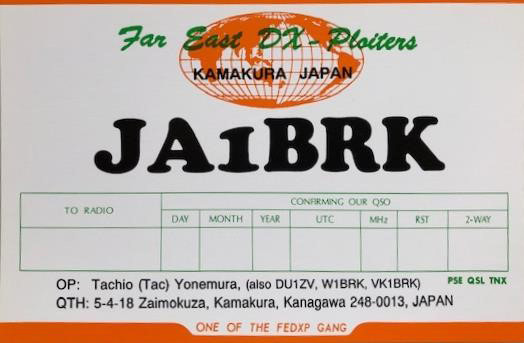 Far East DX-Ploiters
KAMAKURA JAPAN
JA1BRK
TO RADIO
CONFIRMING OUR QSO
DAY MONTH YEAR UTC MHz RST 2-WAY
OP: Tachio (Tac) Yonemura, (also DU1ZV, W1BRK, VK1BRK)
PSE QSL TNX
QTH: 5-4-18 Zaimokuza, Kamakura, Kanagawa 248-0013, JAPAN
ONE OF THE FEDXP GANG